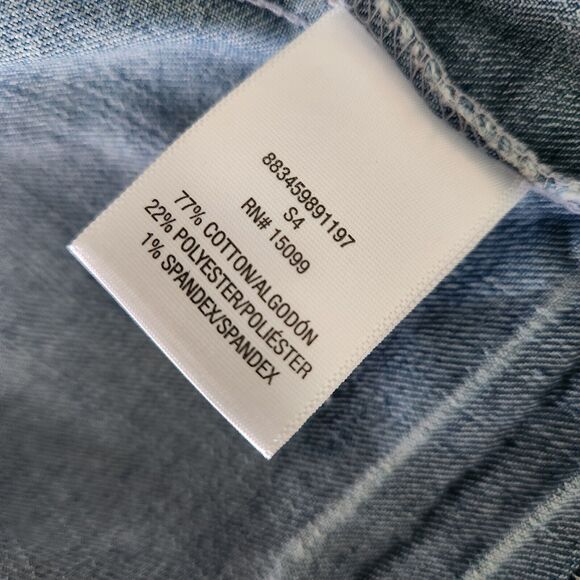 883459891197
S4
RN# 15099
77% COTTON/ALGODÓN
22% POLYESTER/POLIÉSTER
1% SPANDEX/SPANDEX